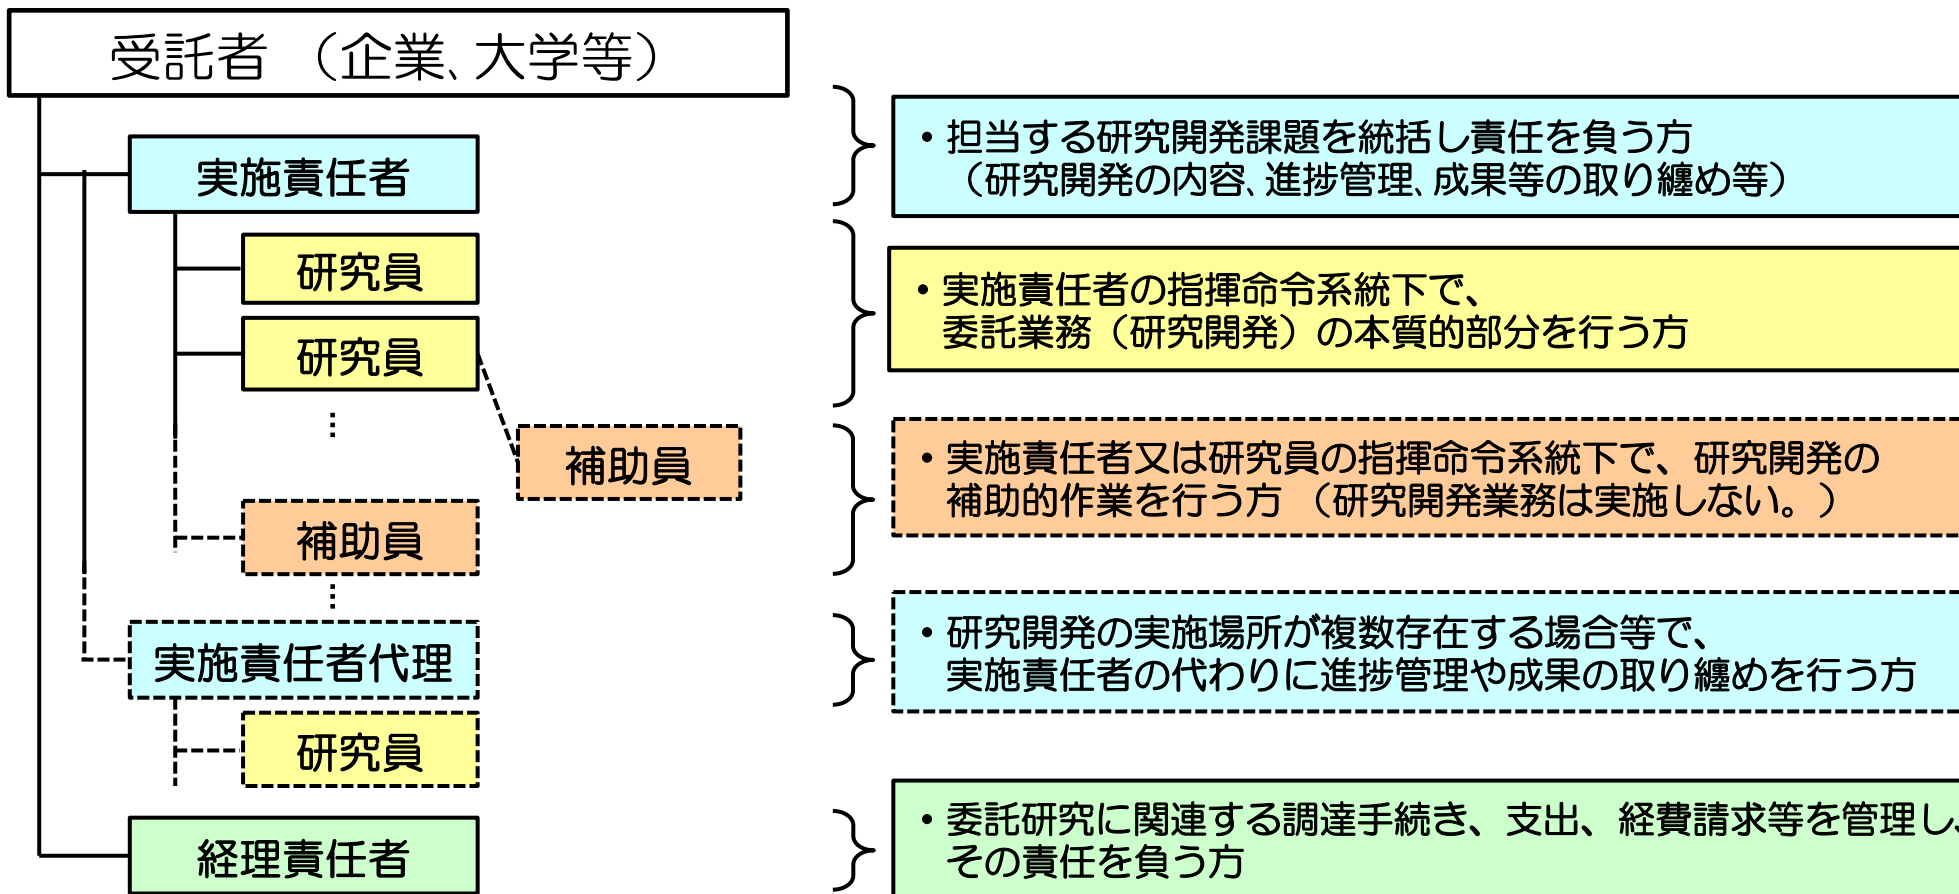 受託者 （企業、大学等）
実施責任者
・担当する研究開発課題を統括し責任を負う方
（研究開発の内容、進捗管理、成果等の取り纏め等）
研究員
研究員
⋮
・実施責任者の指揮命令系統下で、
委託業務（研究開発）の本質的部分を行う方
補助員
補助員
⋮
・実施責任者又は研究員の指揮命令系統下で、研究開発の
補助的作業を行う方 （研究開発業務は実施しない。）
実施責任者代理
・研究開発の実施場所が複数存在する場合等で、
実施責任者の代わりに進捗管理や成果の取り纏めを行う方
研究員
経理責任者
・委託研究に関連する調達手続き、支出、経費請求等を管理し、
その責任を負う方